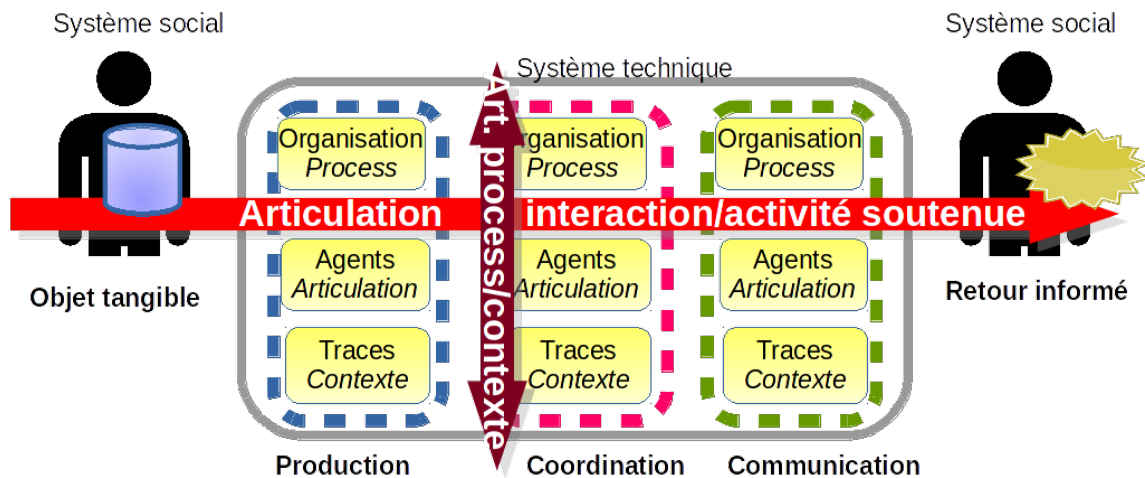 Système social
Système social
Système technique
Organisation
Process
rganisation
Process
Organisation
Process
Art. process/contexte
Articulation
interaction/activité soutenue
Agents
Articulation
Agents
Articulation
Agents
Articulation
Objet tangible
Retour informé
Traces
Contexte
Traces
Contexte
Traces
Contexte
Production
Coordination
Communication